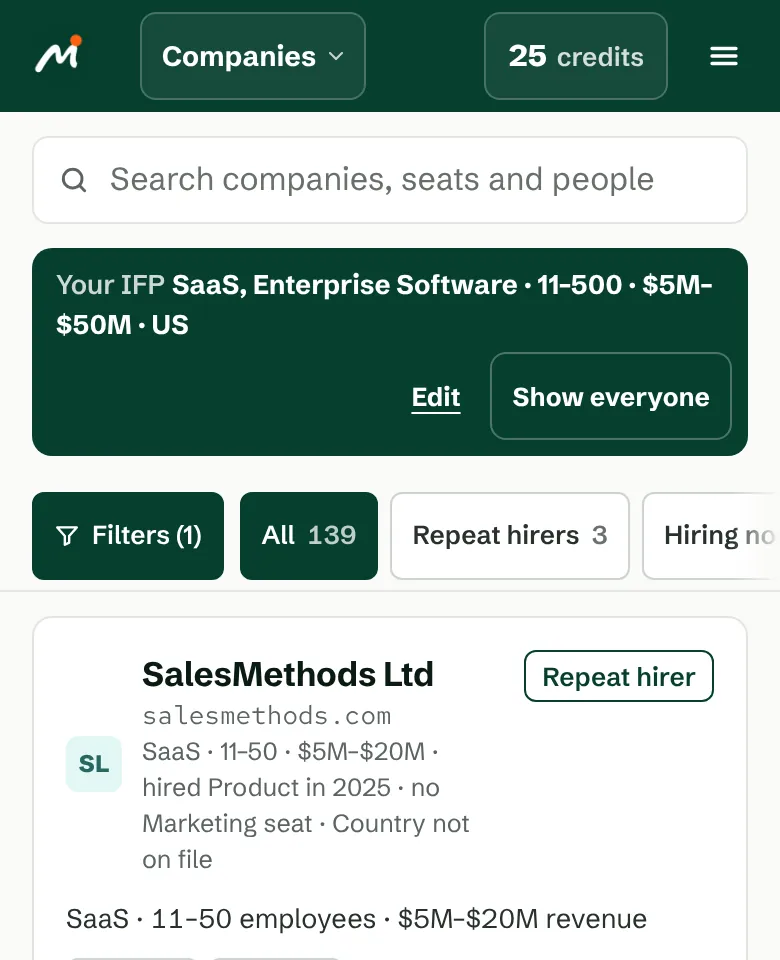 Companies
25 credits
Search companies, seats and people
Your IFP SaaS, Enterprise Software · 11–500 · $5M–
$50M · US
Edit
Show everyone
Filters (1)
All 139
Repeat hirers 3
Hiring no
SalesMethods Ltd
Repeat hirer
salesmethods.com
SL
SaaS · 11–50 · $5M–$20M ·
hired Product in 2025 · no
Marketing seat · Country not
on file
SaaS · 11–50 employees · $5M–$20M revenue